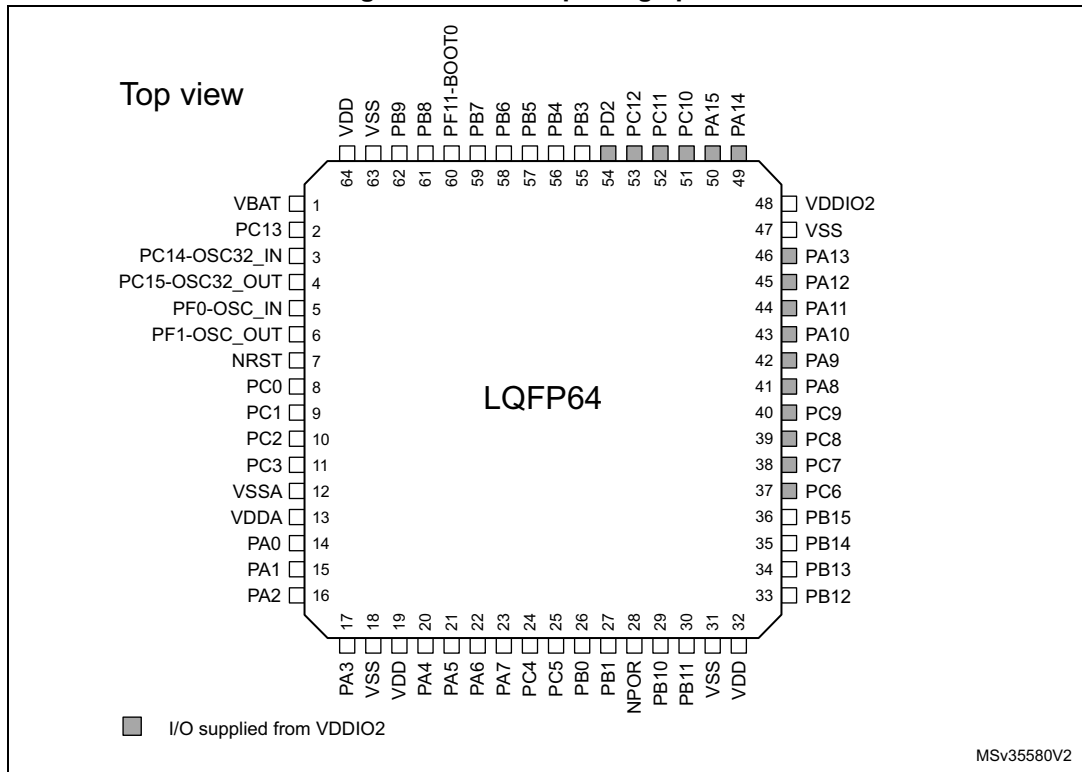 Top view
VDD
VSS
PB9
PB8
PF11-BOOT0
PB7
PB6
PB5
PB4
PB3
PD2
PC12
PC11
PC10
PA15
PA14
64
63
62
61
60
59
58
57
56
55
54
53
52
51
50
49
VBAT 1
PC13 2
PC14-OSC32_IN 3
PC15-OSC32_OUT 4
PF0-OSC_IN 5
PF1-OSC_OUT 6
NRST 7
PC0 8
PC1 9
PC2 10
PC3 11
VSSA 12
VDDA 13
PA0 14
PA1 15
PA2 16
LQFP64
48 VDDIO2
47 VSS
46 PA13
45 PA12
44 PA11
43 PA10
42 PA9
41 PA8
40 PC9
39 PC8
38 PC7
37 PC6
36 PB15
35 PB14
34 PB13
33 PB12
17
18
19
20
21
22
23
24
25
26
27
28
29
30
31
32
PA3
VSS
VDD
PA4
PA5
PA6
PA7
PC4
PC5
PB0
PB1
NPOR
PB10
PB11
VSS
VDD
I/O supplied from VDDIO2
MSv35580V2